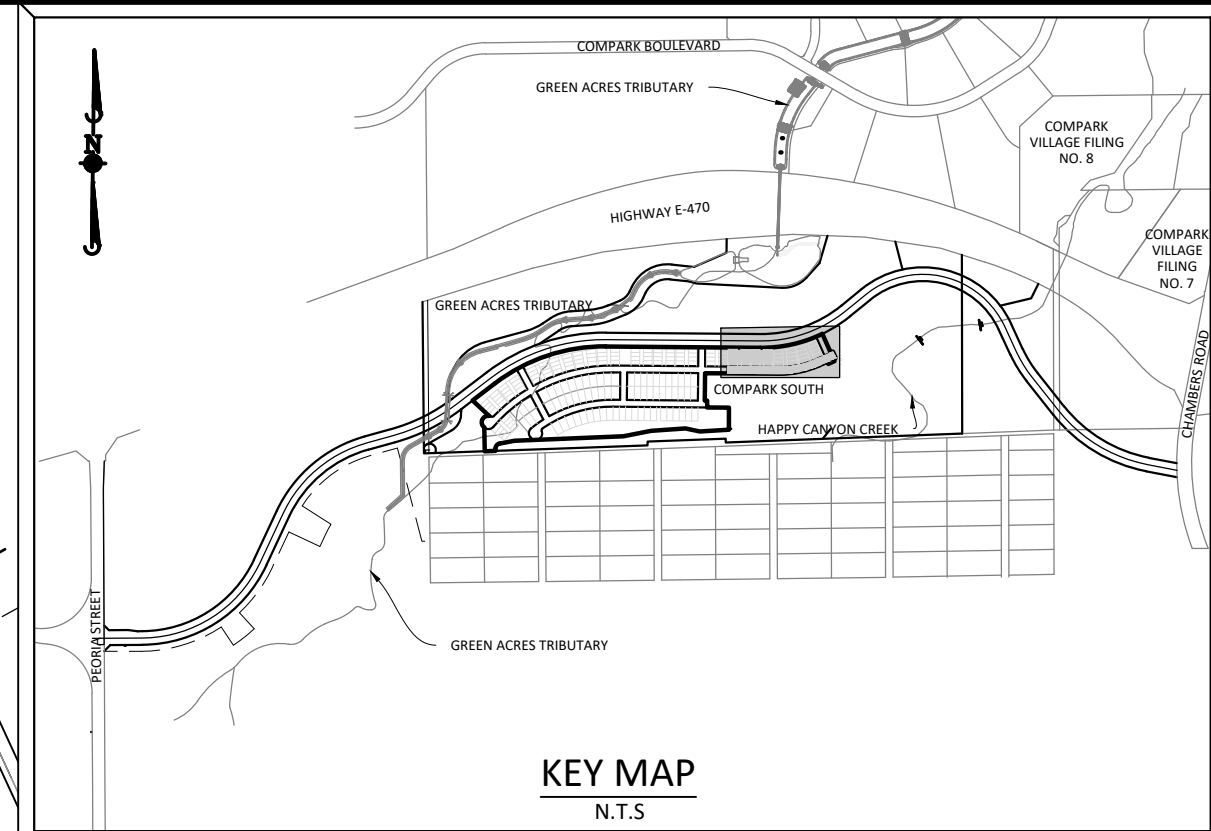 COMPARK BOULEVARD
GREEN ACRES TRIBUTARY
COMPARK
VILLAGE FILING
NO. 8
N
HIGHWAY E-470
COMPARK
VILLAGE
FILING
NO. 7
GREEN ACRES TRIBUTARY
CHAMBERS ROAD
COMPARK SOUTH
HAPPY CANYON CREEK
PEORIA STREET
GREEN ACRES TRIBUTARY
KEY MAP
N.T.S